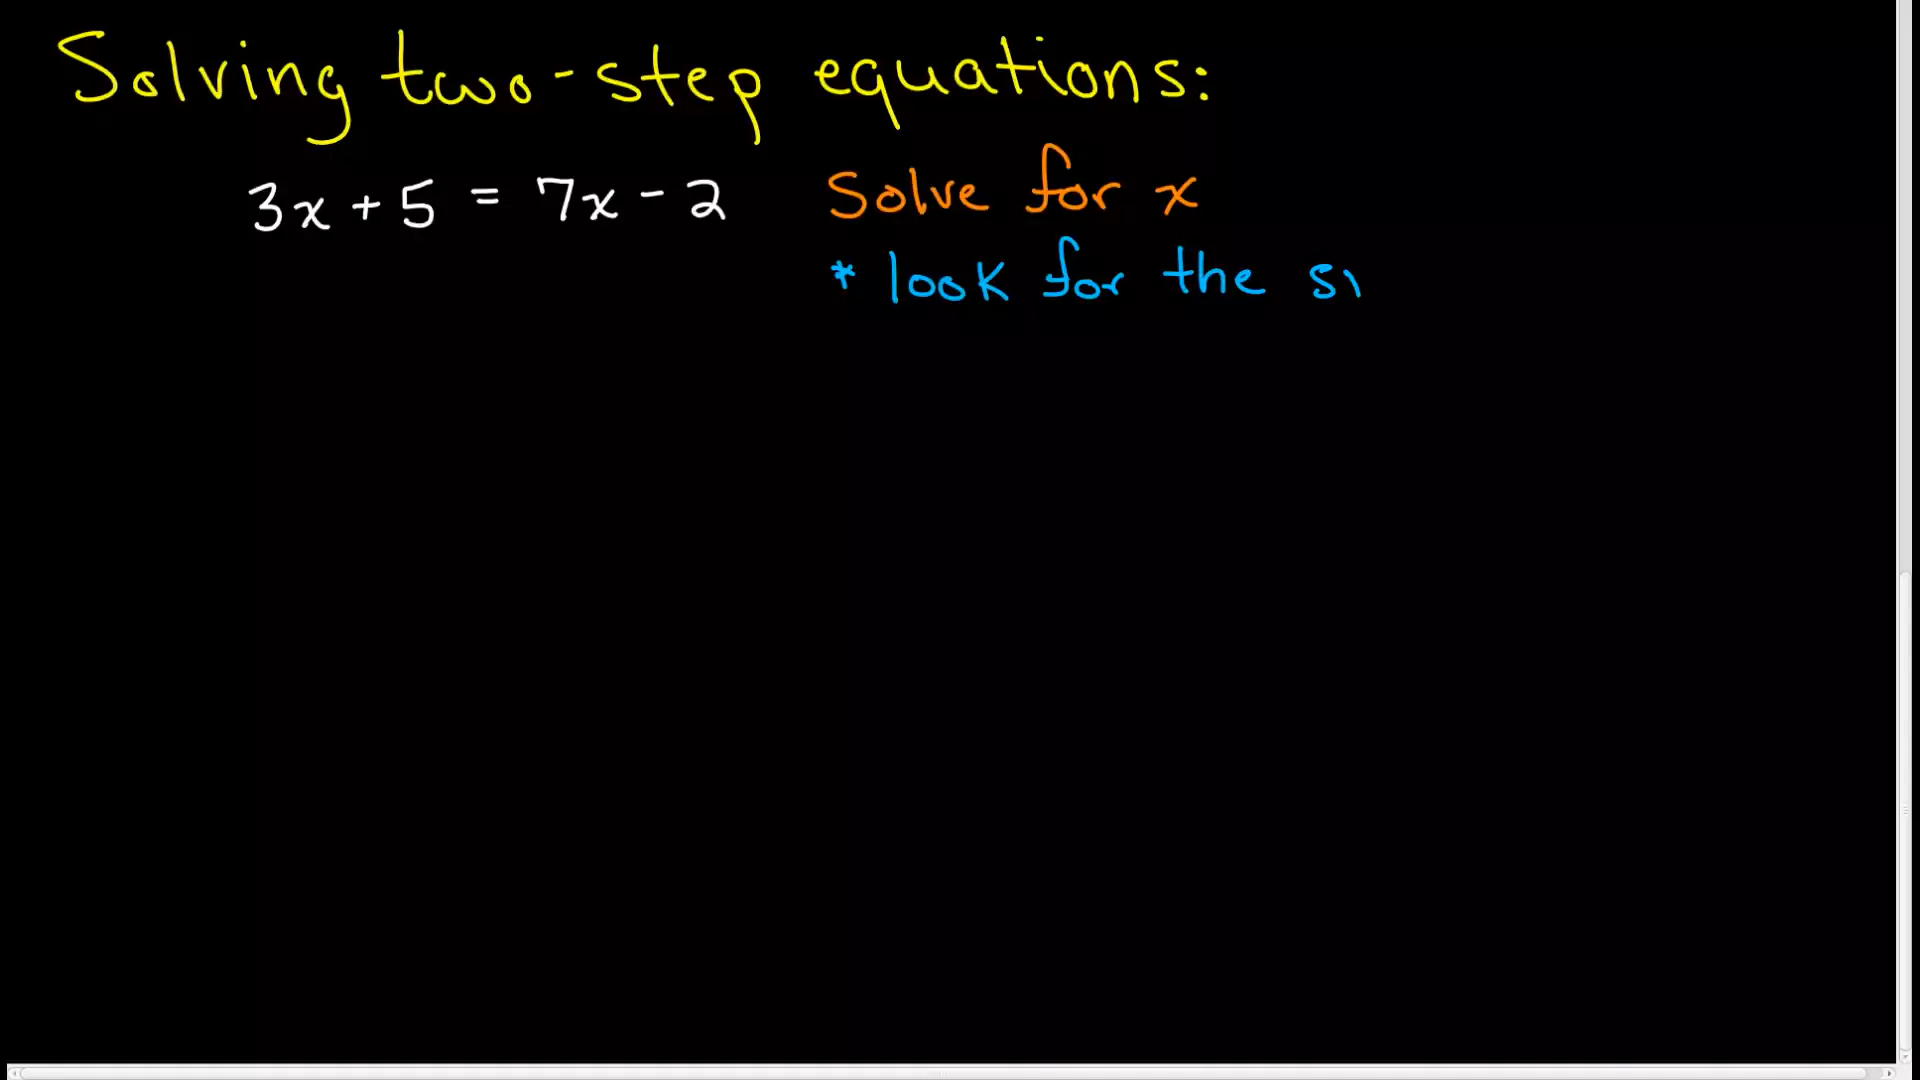 Solving two-step equations:
3x + 5 = 7x - 2 Solve for x
* look for the